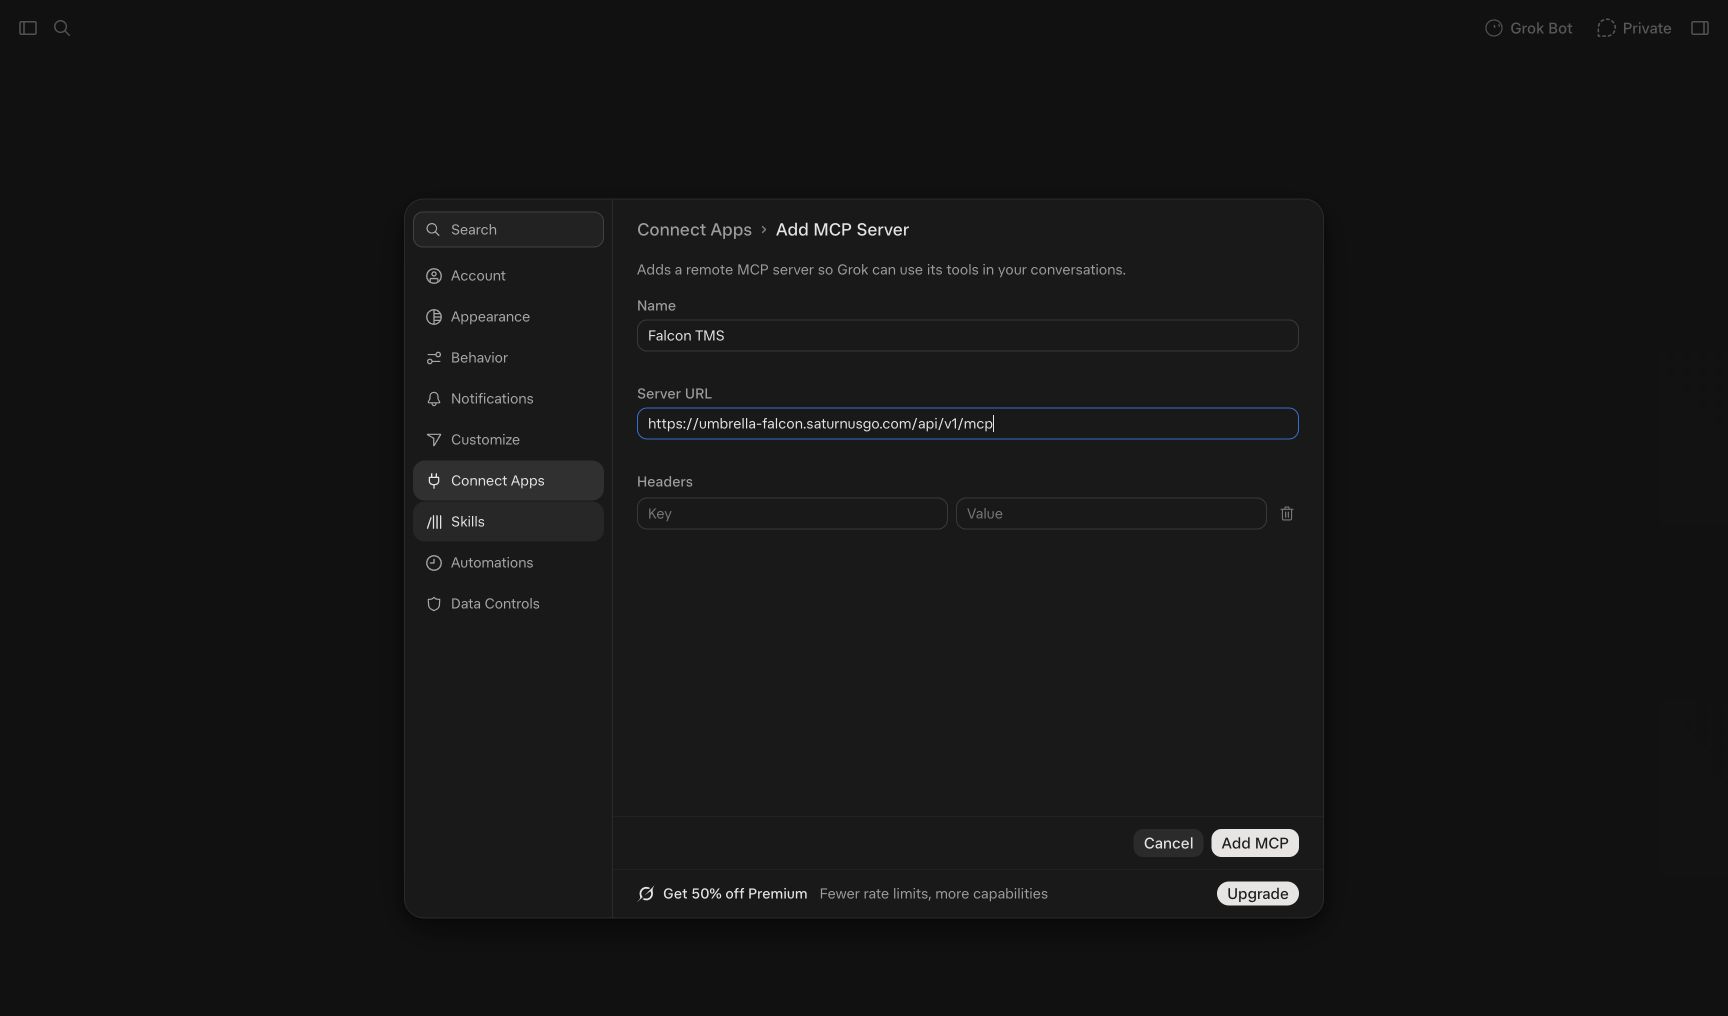 Grok Bot
Private
Search
Account
Appearance
Behavior
Notifications
Customize
Connect Apps
Skills
Automations
Data Controls
Connect Apps › Add MCP Server
Adds a remote MCP server so Grok can use its tools in your conversations.
Name
Falcon TMS
Server URL
https://umbrella-falcon.saturnusgo.com/api/v1/mcp
Headers
Key
Value
Cancel
Add MCP
Get 50% off Premium Fewer rate limits, more capabilities
Upgrade